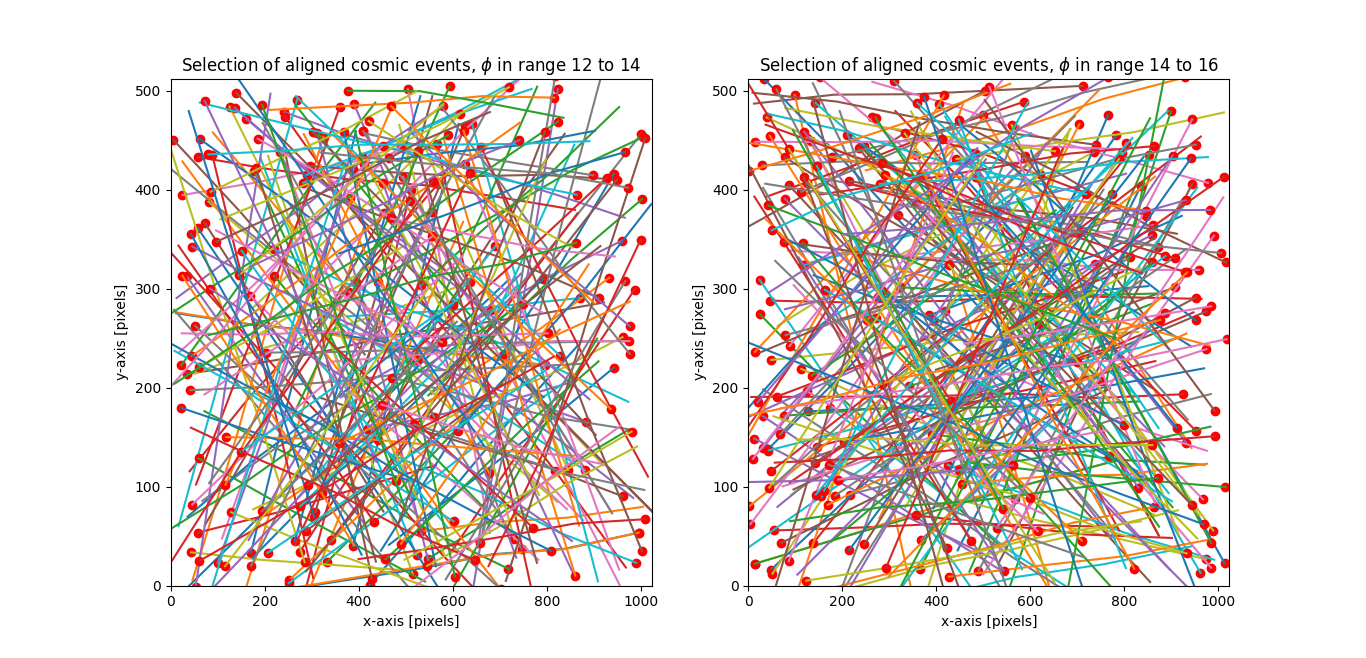 Selection of aligned cosmic events, ϕ in range 12 to 14
500
400
300
200
100
0
y-axis [pixels]
0 200 400 600 800 1000
x-axis [pixels]
Selection of aligned cosmic events, ϕ in range 14 to 16
500
400
300
200
100
0
y-axis [pixels]
0 200 400 600 800 1000
x-axis [pixels]